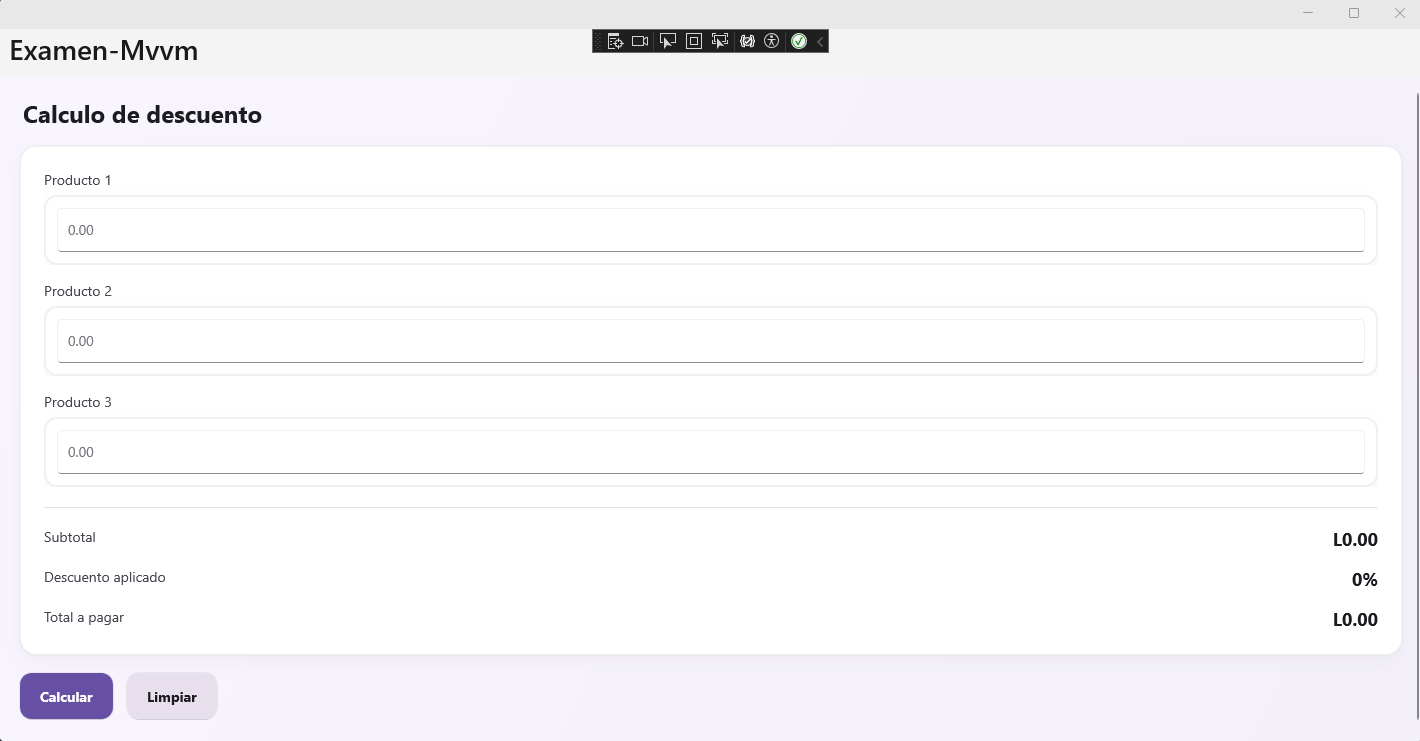 Examen-Mvvm
Calculo de descuento
Producto 1
0.00
Producto 2
0.00
Producto 3
0.00
Subtotal L0.00
Descuento aplicado 0%
Total a pagar L0.00
Calcular Limpiar